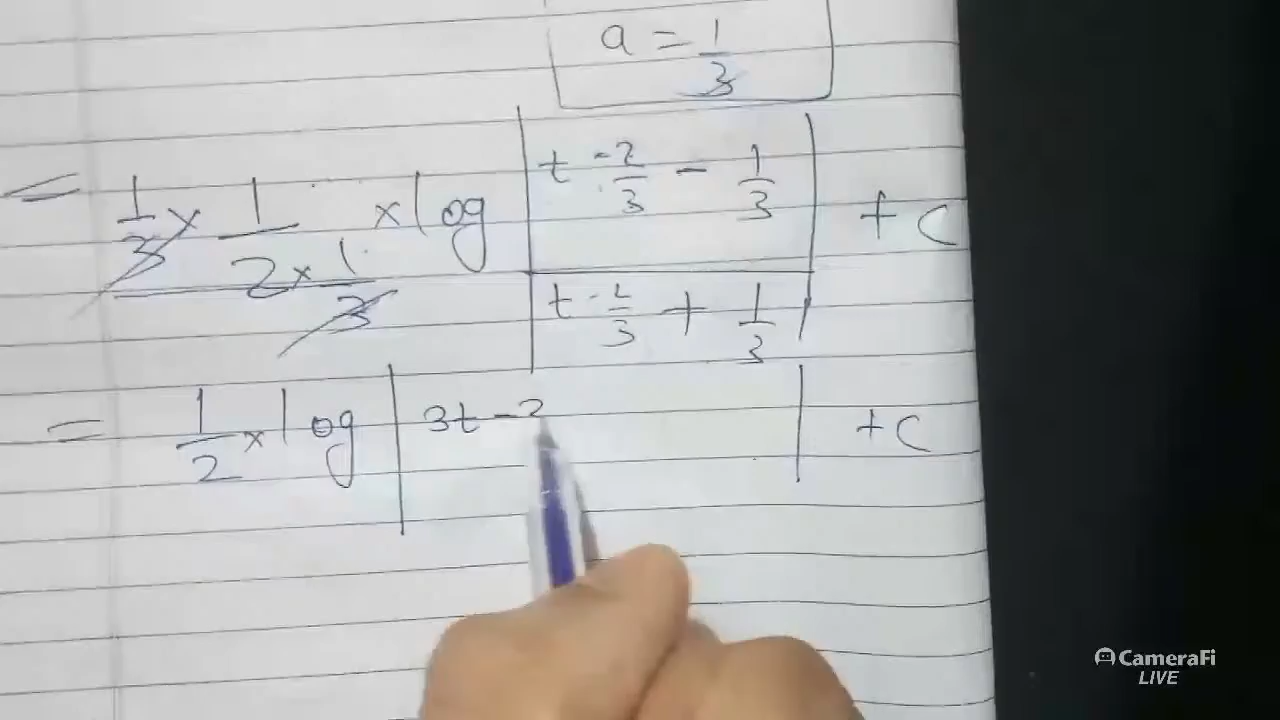 a = 1/3
= 1/3 × 1/(2 × 1/3) × log | (t - 2/3 - 1/3) / (t - 2/3 + 1/3) | + c
= 1/2 × log | 3t - 2 | + c
CameraFi
LIVE